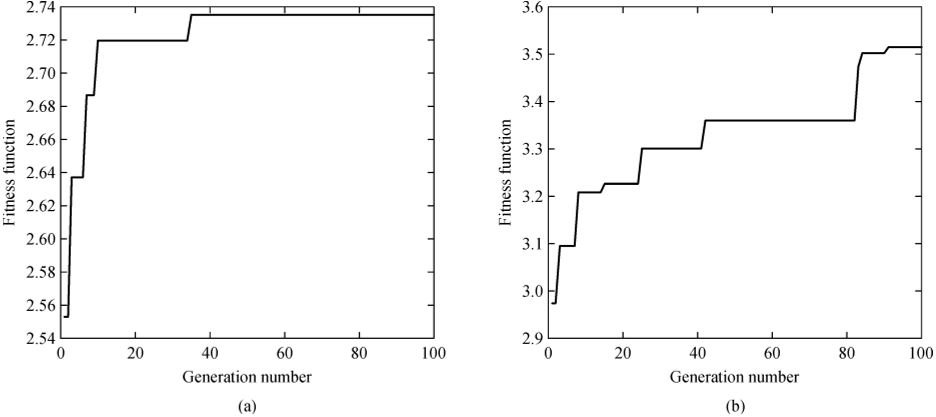 2.74
2.72
2.70
2.68
2.66
2.64
2.62
2.60
2.58
2.56
2.54
Fitness function
0 20 40 60 80 100
Generation number
(a)
3.6
3.5
3.4
3.3
3.2
3.1
3.0
2.9
Fitness function
0 20 40 60 80 100
Generation number
(b)